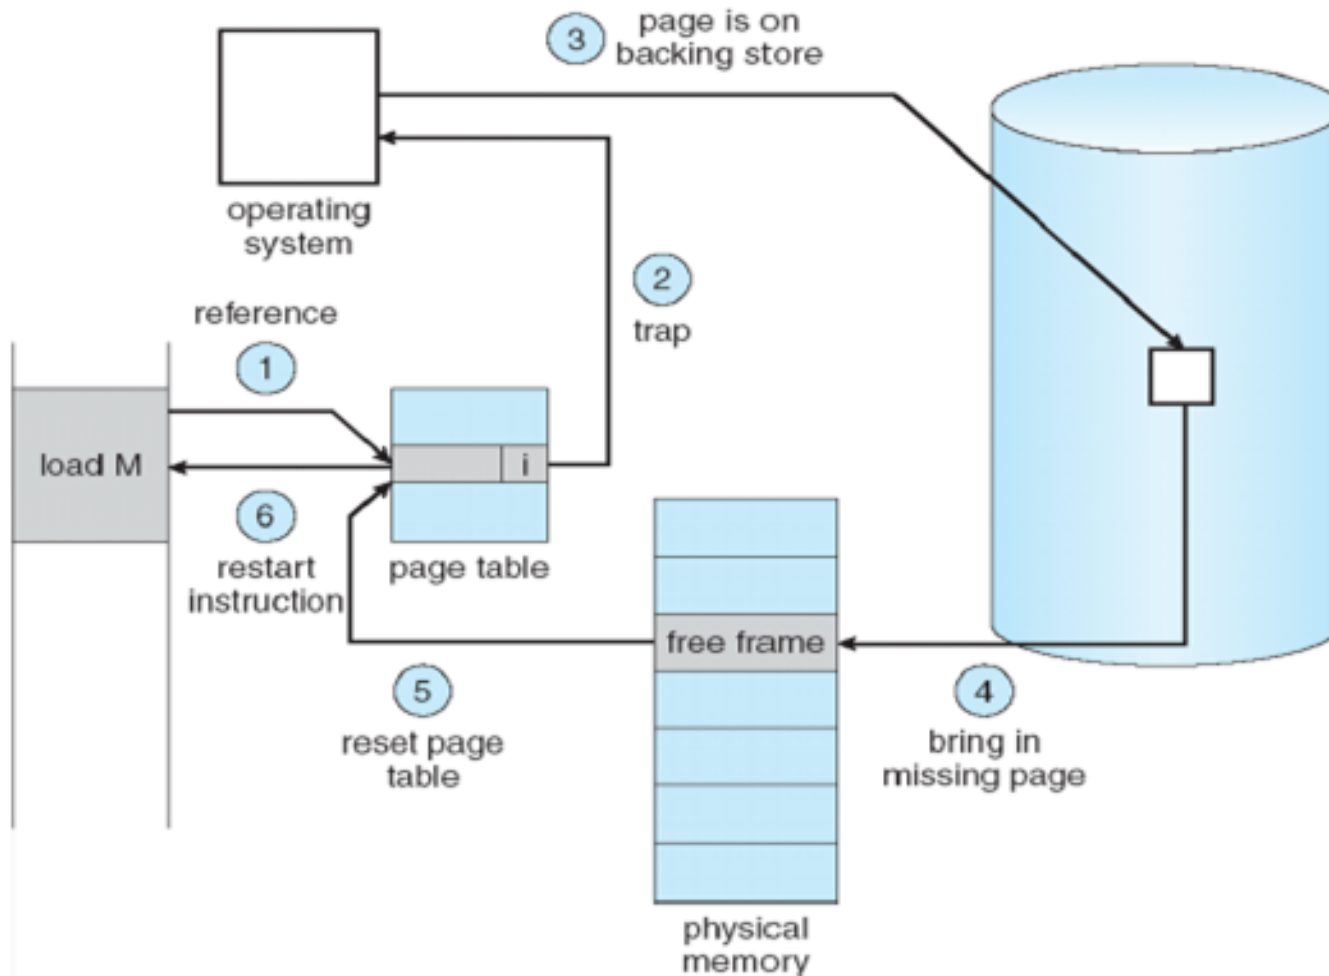 3
page is on
backing store
operating
system
2
trap
reference
1
load M
i
6
restart
instruction
page table
free frame
5
reset page
table
4
bring in
missing page
physical
memory